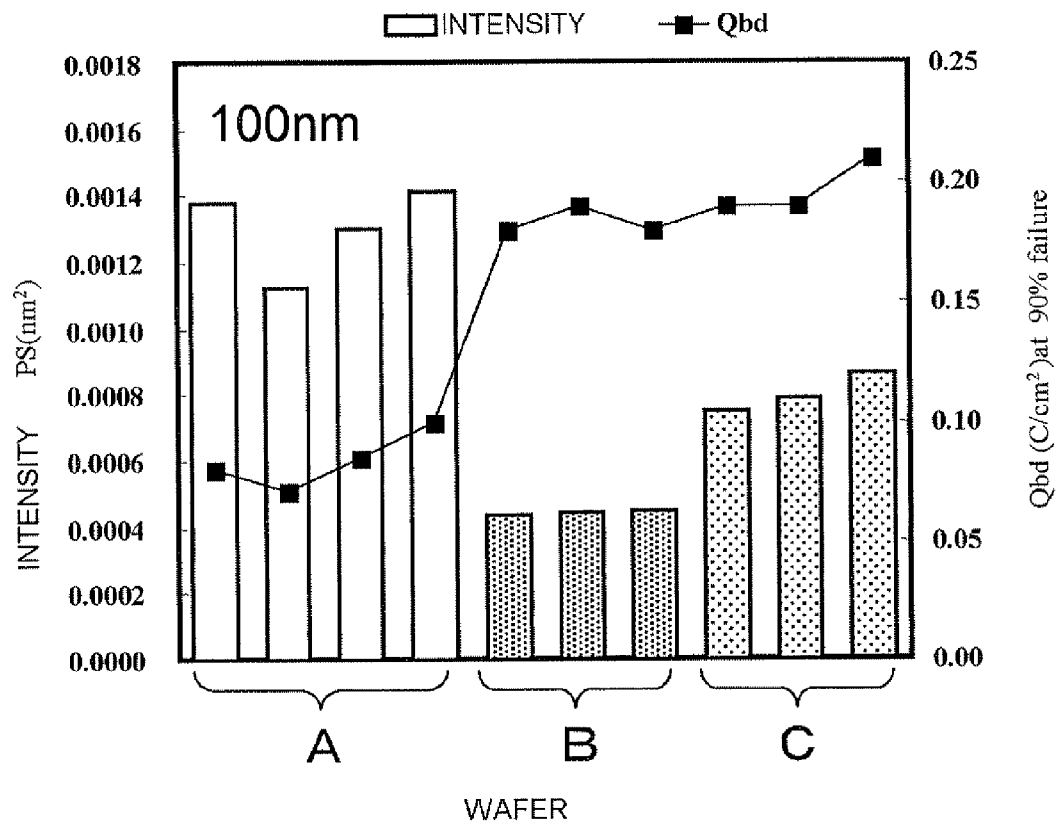 INTENSITY Qbd
0.0018
0.0016
0.0014
0.0012
0.0010
0.0008
0.0006
0.0004
0.0002
0.0000
INTENSITY PS(nm²)
100nm
0.25
0.20
0.15
0.10
0.05
0.00
Qbd (C/cm²)at 90% failure
A B C
WAFER